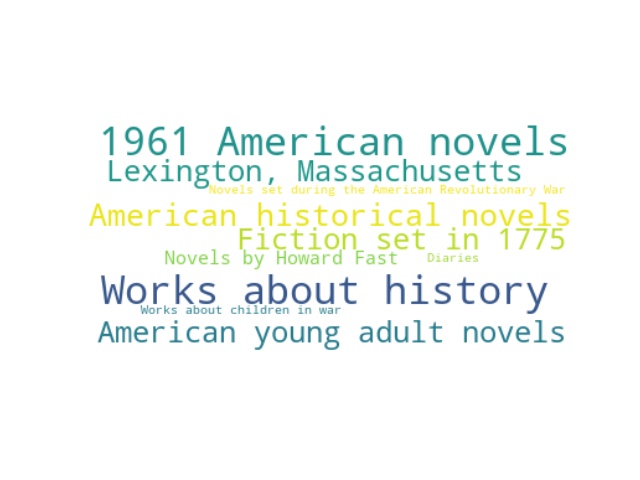 1961 American novels
Lexington, Massachusetts
Novels set during the American Revolutionary War
American historical novels
Fiction set in 1775
Novels by Howard Fast
Diaries
Works about history
Works about children in war
American young adult novels